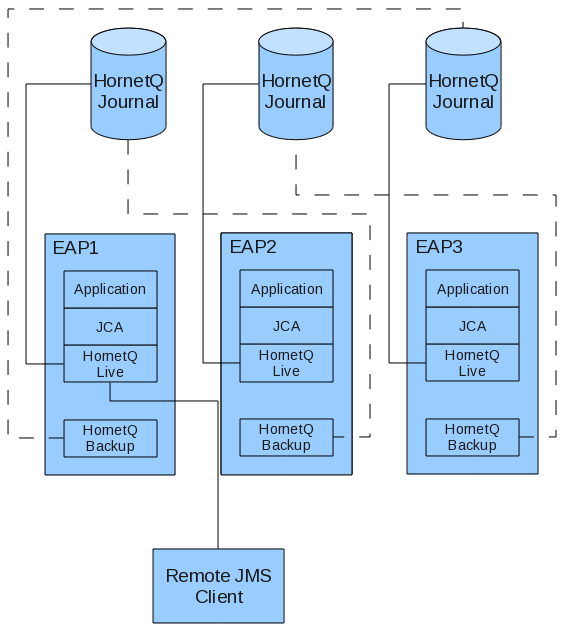 HornetQ
Journal
HornetQ
Journal
HornetQ
Journal
EAP1
Application
JCA
HornetQ
Live
HornetQ
Backup
EAP2
Application
JCA
HornetQ
Live
HornetQ
Backup
EAP3
Application
JCA
HornetQ
Live
HornetQ
Backup
Remote JMS
Client